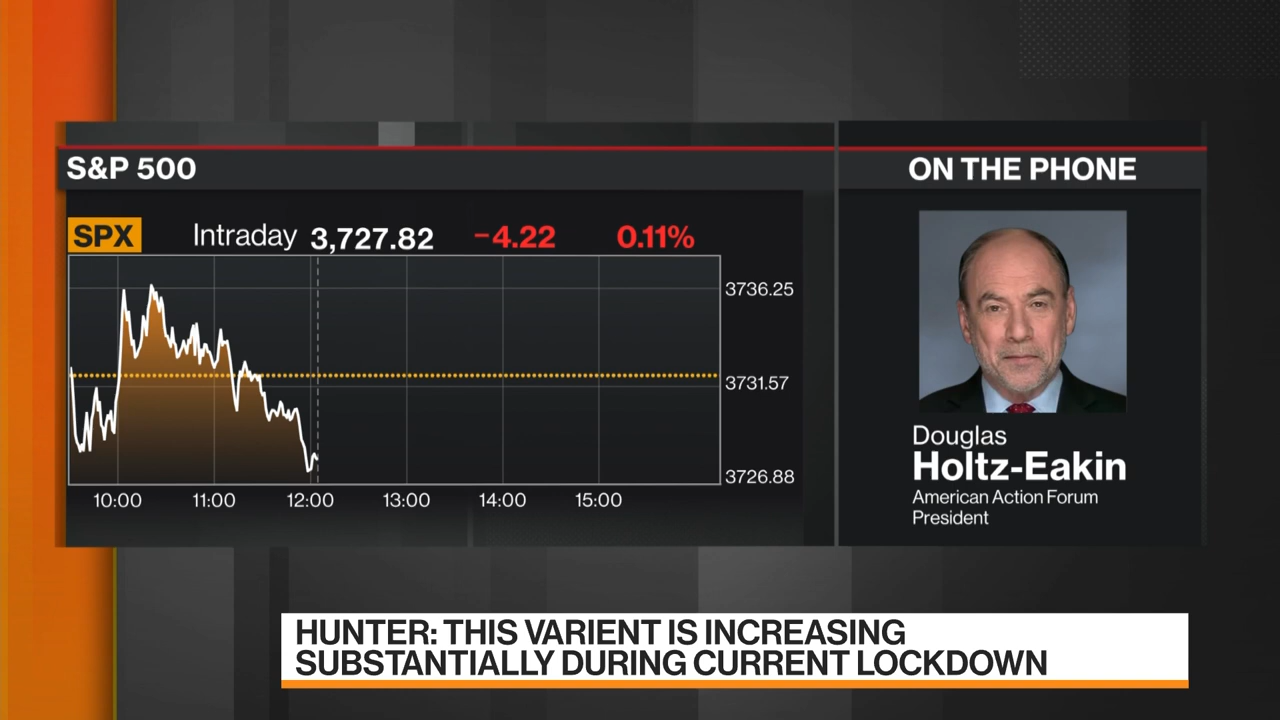 S&P 500
SPX Intraday 3,727.82 −4.22 0.11%
3736.25
3731.57
3726.88
10:00 11:00 12:00 13:00 14:00 15:00
ON THE PHONE
Douglas
Holtz-Eakin
American Action Forum
President
HUNTER: THIS VARIENT IS INCREASING
SUBSTANTIALLY DURING CURRENT LOCKDOWN